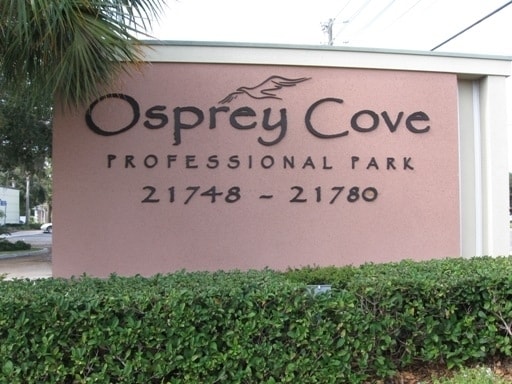 Osprey Cove
PROFESSIONAL PARK
21748 - 21780